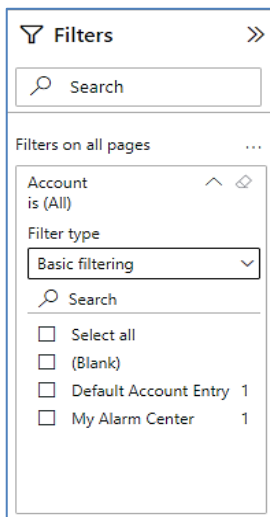 Filters
Search
Filters on all pages
...
Account
is (All)
Filter type
Basic filtering
Search
Select all
(Blank)
Default Account Entry 1
My Alarm Center 1